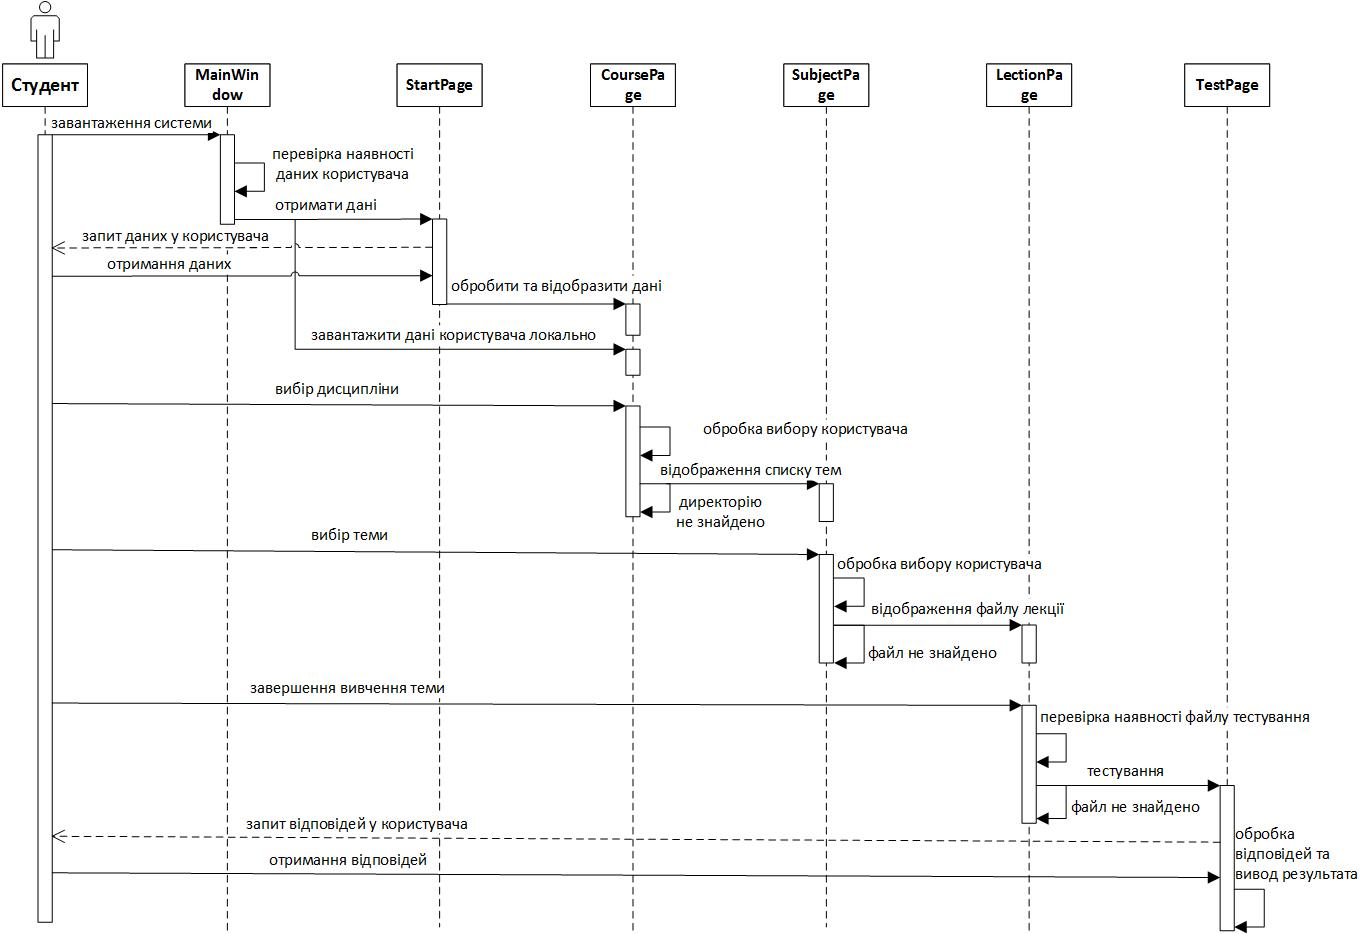 Студент
MainWin
dow
StartPage
CoursePa
ge
SubjectPa
ge
LectionPa
ge
TestPage
завантаження системи
перевірка наявності
даних користувача
отримати дані
запит даних у користувача
отримання даних
обробити та відобразити дані
завантажити дані користувача локально
вибір дисципліни
обробка вибору користувача
відображення списку тем
директорію
не знайдено
вибір теми
обробка вибору користувача
відображення файлу лекції
файл не знайдено
завершення вивчення теми
перевірка наявності файлу тестування
тестування
файл не знайдено
запит відповідей у користувача
обробка
відповідей та
вивод результата
отримання відповідей